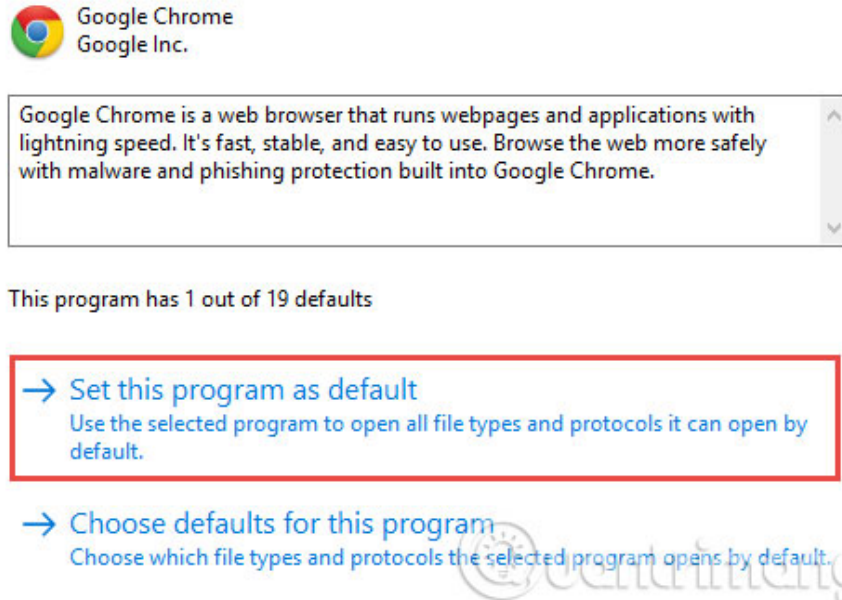 Google Chrome
Google Inc.
Google Chrome is a web browser that runs webpages and applications with
lightning speed. It's fast, stable, and easy to use. Browse the web more safely
with malware and phishing protection built into Google Chrome.
This program has 1 out of 19 defaults
Set this program as default
Use the selected program to open all file types and protocols it can open by
default.
Choose defaults for this program
Choose which file types and protocols the selected program opens by default.